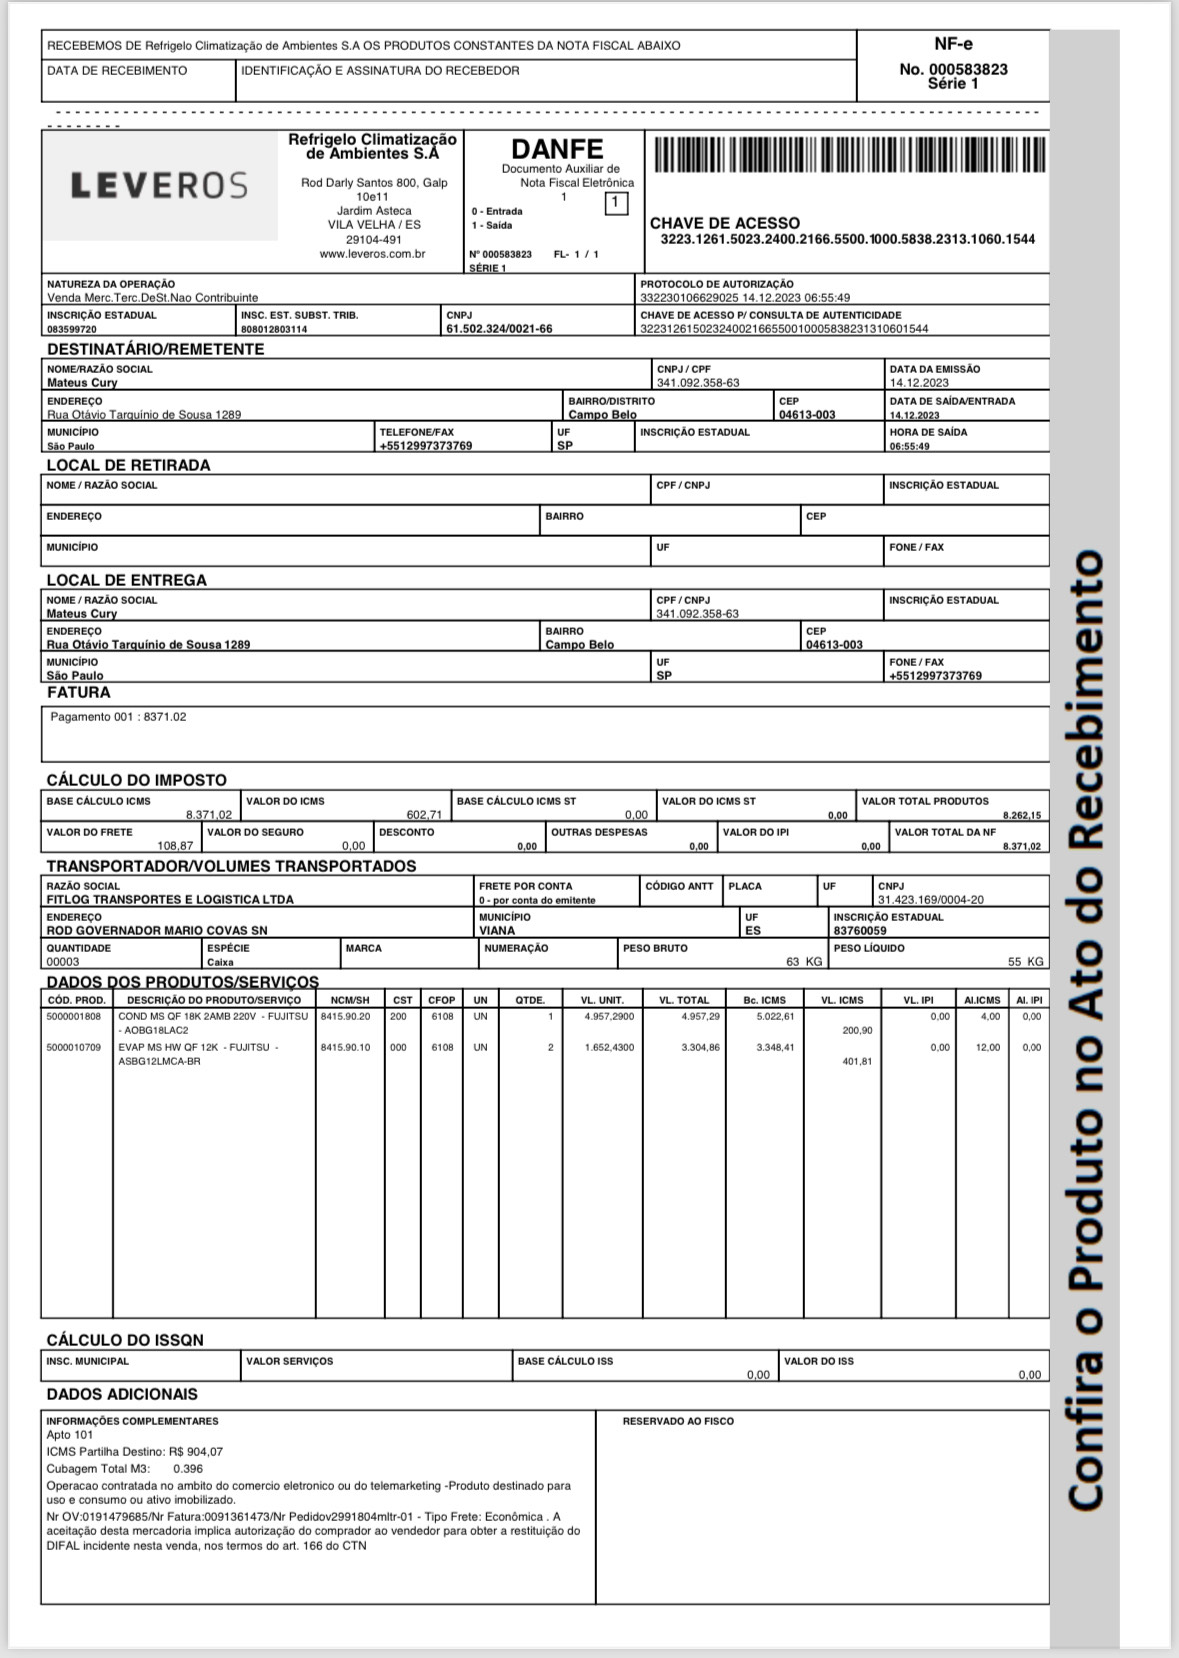 RECEBEMOS DE Refrigelo Climatização de Ambientes S.A OS PRODUTOS CONSTANTES DA NOTA FISCAL ABAIXO
NF-e
No. 000583823
Série 1
DATA DE RECEBIMENTO IDENTIFICAÇÃO E ASSINATURA DO RECEBEDOR
LEVEROS
Refrigelo Climatização
de Ambientes S.A
Rod Darly Santos 800, Galp
10e11
Jardim Asteca
VILA VELHA / ES
29104-491
www.leveros.com.br
DANFE
Documento Auxiliar de
Nota Fiscal Eletrônica
1
1
0 - Entrada
1 - Saída
Nº 000583823 FL- 1 / 1
SÉRIE 1
CHAVE DE ACESSO
3223.1261.5023.2400.2166.5500.1000.5838.2313.1060.1544
NATUREZA DA OPERAÇÃO PROTOCOLO DE AUTORIZAÇÃO
Venda Merc.Terc.DeSt.Nao Contribuinte 332230106629025 14.12.2023 06:55:49
INSCRIÇÃO ESTADUAL INSC. EST. SUBST. TRIB. CNPJ CHAVE DE ACESSO P/ CONSULTA DE AUTENTICIDADE
083599720 808012803114 61.502.324/0021-66 32231261502324002166550010005838231310601544
DESTINATÁRIO/REMETENTE
NOME/RAZÃO SOCIAL CNPJ / CPF DATA DA EMISSÃO
Mateus Cury 341.092.358-63 14.12.2023
ENDEREÇO BAIRRO/DISTRITO CEP DATA DE SAÍDA/ENTRADA
Rua Otávio Tarquínio de Sousa 1289 Campo Belo 04613-003 14.12.2023
MUNICÍPIO TELEFONE/FAX UF INSCRIÇÃO ESTADUAL HORA DE SAÍDA
São Paulo +5512997373769 SP 06:55:49
LOCAL DE RETIRADA
NOME / RAZÃO SOCIAL CPF / CNPJ INSCRIÇÃO ESTADUAL
ENDEREÇO BAIRRO CEP
MUNICÍPIO UF FONE / FAX
LOCAL DE ENTREGA
NOME / RAZÃO SOCIAL CPF / CNPJ INSCRIÇÃO ESTADUAL
Mateus Cury 341.092.358-63
ENDEREÇO BAIRRO CEP
Rua Otávio Tarquínio de Sousa 1289 Campo Belo 04613-003
MUNICÍPIO UF FONE / FAX
São Paulo SP +5512997373769
FATURA
Pagamento 001 : 8371.02
CÁLCULO DO IMPOSTO
BASE CÁLCULO ICMS VALOR DO ICMS BASE CÁLCULO ICMS ST VALOR DO ICMS ST VALOR TOTAL PRODUTOS
8.371,02 602,71 0,00 0,00 8.262,15
VALOR DO FRETE VALOR DO SEGURO DESCONTO OUTRAS DESPESAS VALOR DO IPI VALOR TOTAL DA NF
108,87 0,00 0,00 0,00 0,00 8.371,02
TRANSPORTADOR/VOLUMES TRANSPORTADOS
RAZÃO SOCIAL FRETE POR CONTA CÓDIGO ANTT PLACA UF CNPJ
FITLOG TRANSPORTES E LOGISTICA LTDA 0 - por conta do emitente 31.423.169/0004-20
ENDEREÇO MUNICÍPIO UF INSCRIÇÃO ESTADUAL
ROD GOVERNADOR MARIO COVAS SN VIANA ES 83760059
QUANTIDADE ESPÉCIE MARCA NUMERAÇÃO PESO BRUTO PESO LÍQUIDO
00003 Caixa 63 KG 55 KG
DADOS DOS PRODUTOS/SERVIÇOS
CÓD. PROD. DESCRIÇÃO DO PRODUTO/SERVIÇO NCM/SH CST CFOP UN QTDE. VL. UNIT. VL. TOTAL Bc. ICMS VL. ICMS VL. IPI Al.ICMS Al. IPI
5000001808 COND MS QF 18K 2AMB 220V - FUJITSU 8415.90.20 200 6108 UN 1 4.957,2900 4.957,29 5.022,61 0,00 4,00 0,00
- AOBG18LAC2 200,90
5000010709 EVAP MS HW QF 12K - FUJITSU - 8415.90.10 000 6108 UN 2 1.652,4300 3.304,86 3.348,41 0,00 12,00 0,00
ASBG12LMCA-BR 401,81
CÁLCULO DO ISSQN
INSC. MUNICIPAL VALOR SERVIÇOS BASE CÁLCULO ISS VALOR DO ISS
0,00 0,00
DADOS ADICIONAIS
INFORMAÇÕES COMPLEMENTARES RESERVADO AO FISCO
Apto 101
ICMS Partilha Destino: R$ 904,07
Cubagem Total M3: 0.396
Operacao contratada no ambito do comercio eletronico ou do telemarketing -Produto destinado para
uso e consumo ou ativo imobilizado.
Nr OV:0191479685/Nr Fatura:0091361473/Nr Pedidov2991804mltr-01 - Tipo Frete: Econômica . A
aceitação desta mercadoria implica autorização do comprador ao vendedor para obter a restituição do
DIFAL incidente nesta venda, nos termos do art. 166 do CTN
Confira o Produto no Ato do Recebimento